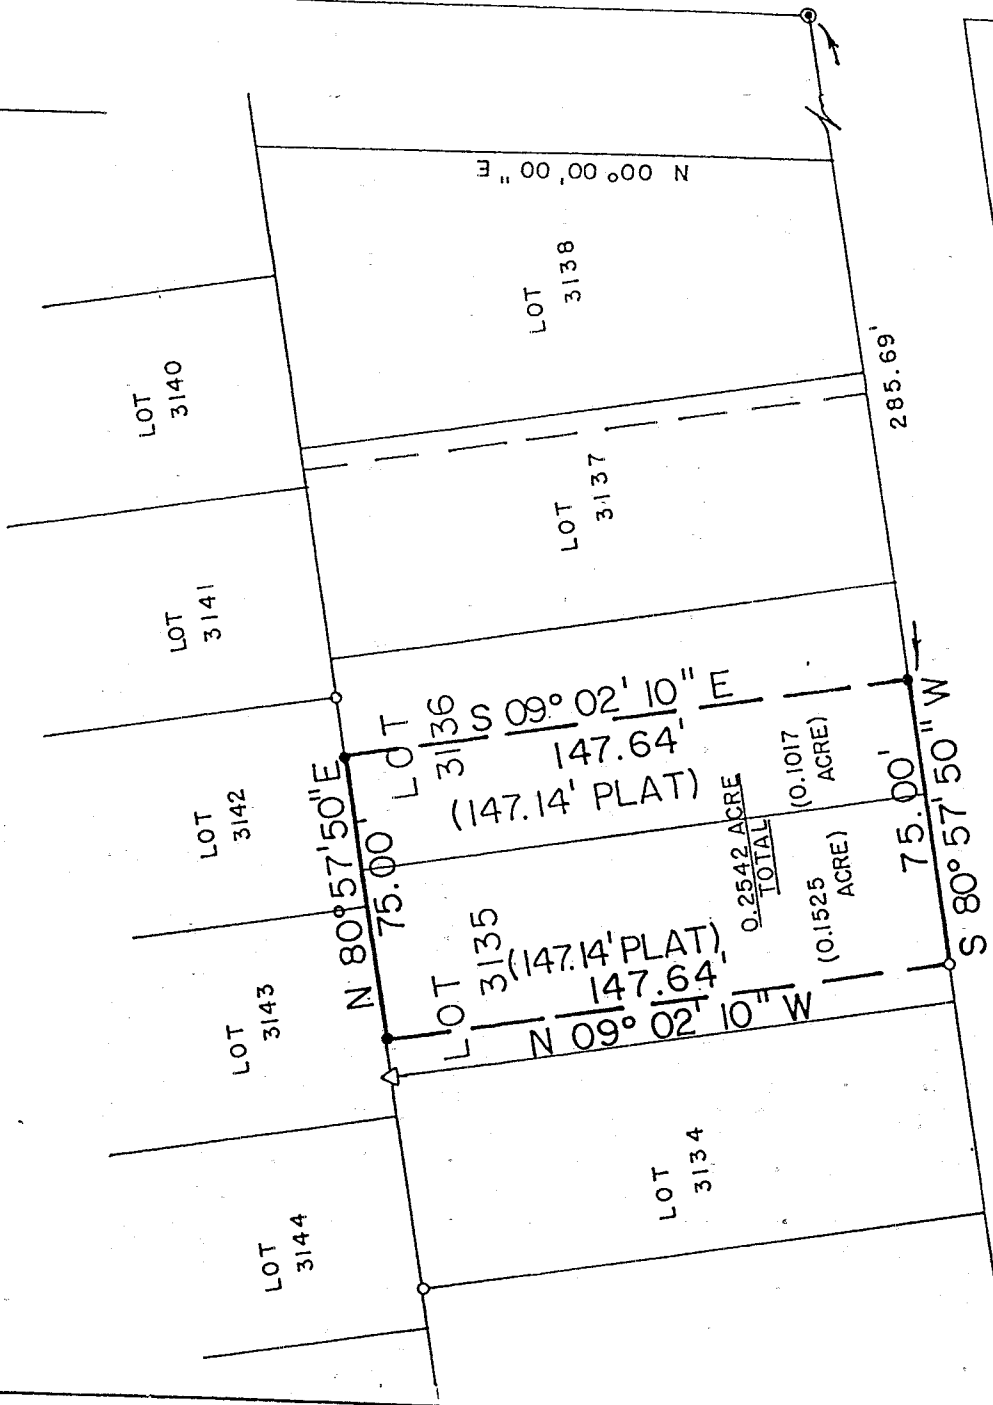 N 00° 00' 00" E
LOT
3138
LOT
3140
285.69'
LOT
3137
LOT
3141
LOT
3136
S 09° 02' 10" E
147.64'
(147.14' PLAT)
LOT
3142
N 80° 57' 50" E
75.00'
0.2542 ACRE
TOTAL
(0.1017
ACRE)
(0.1525
ACRE)
75.00'
S 80° 57' 50" W
LOT
3135
(147.14' PLAT)
147.64'
N 09° 02' 10" W
LOT
3143
LOT
3134
LOT
3144